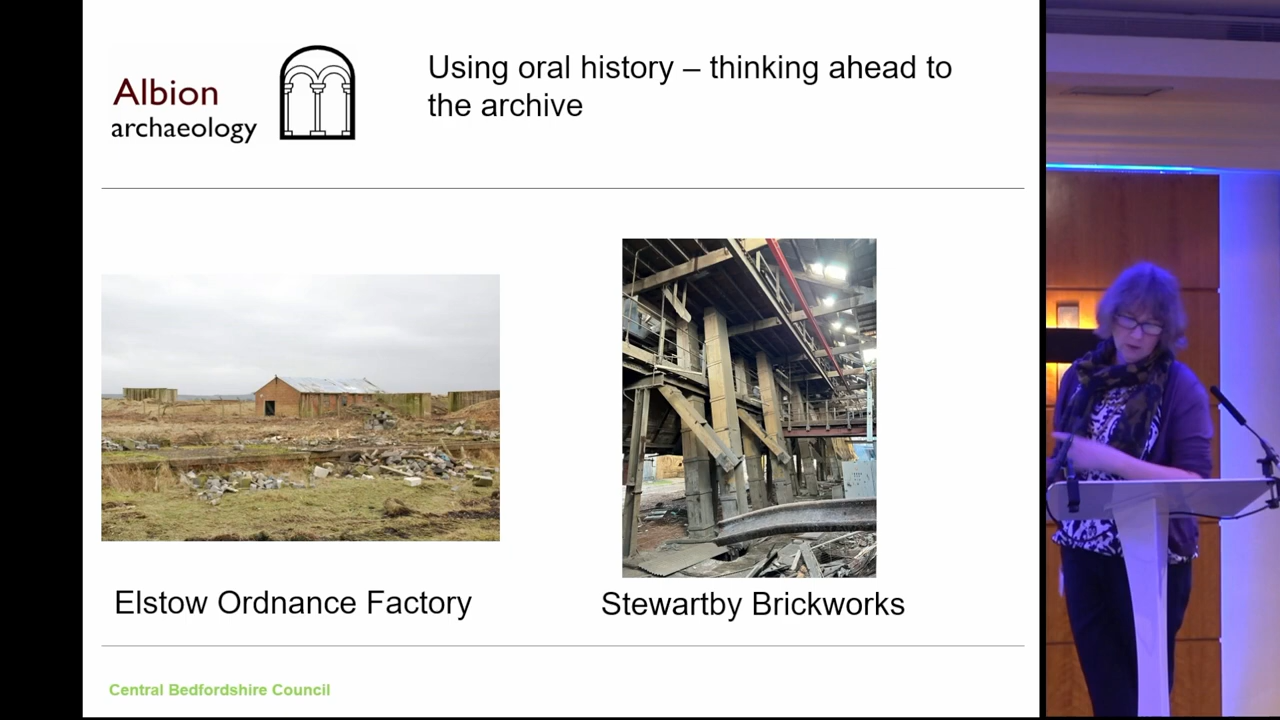 Albion
archaeology
Using oral history – thinking ahead to
the archive
Elstow Ordnance Factory
Stewartby Brickworks
Central Bedfordshire Council